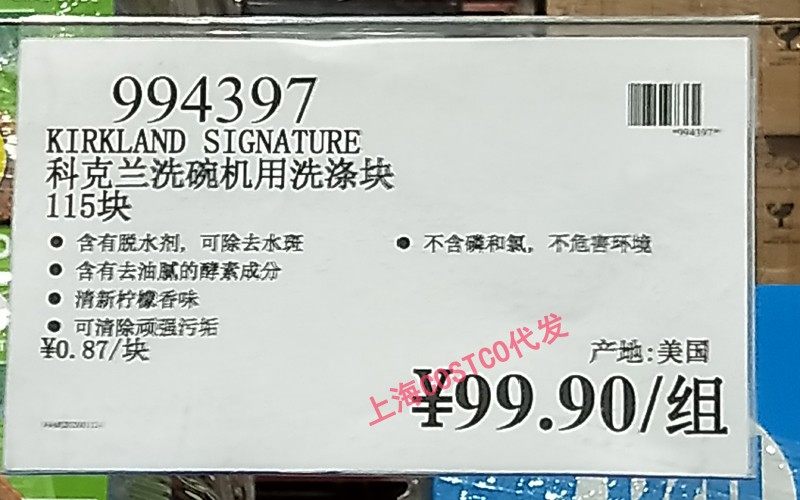 994397
*994397*
KIRKLAND SIGNATURE
科克兰洗碗机用洗涤块
115块
● 含有脱水剂，可除去水斑
● 不含磷和氯，不危害环境
● 含有去油腻的酵素成分
● 清新柠檬香味
● 可清除顽强污垢
¥0.87/块
产地:美国
上海COSTCO代发
¥99.90/组